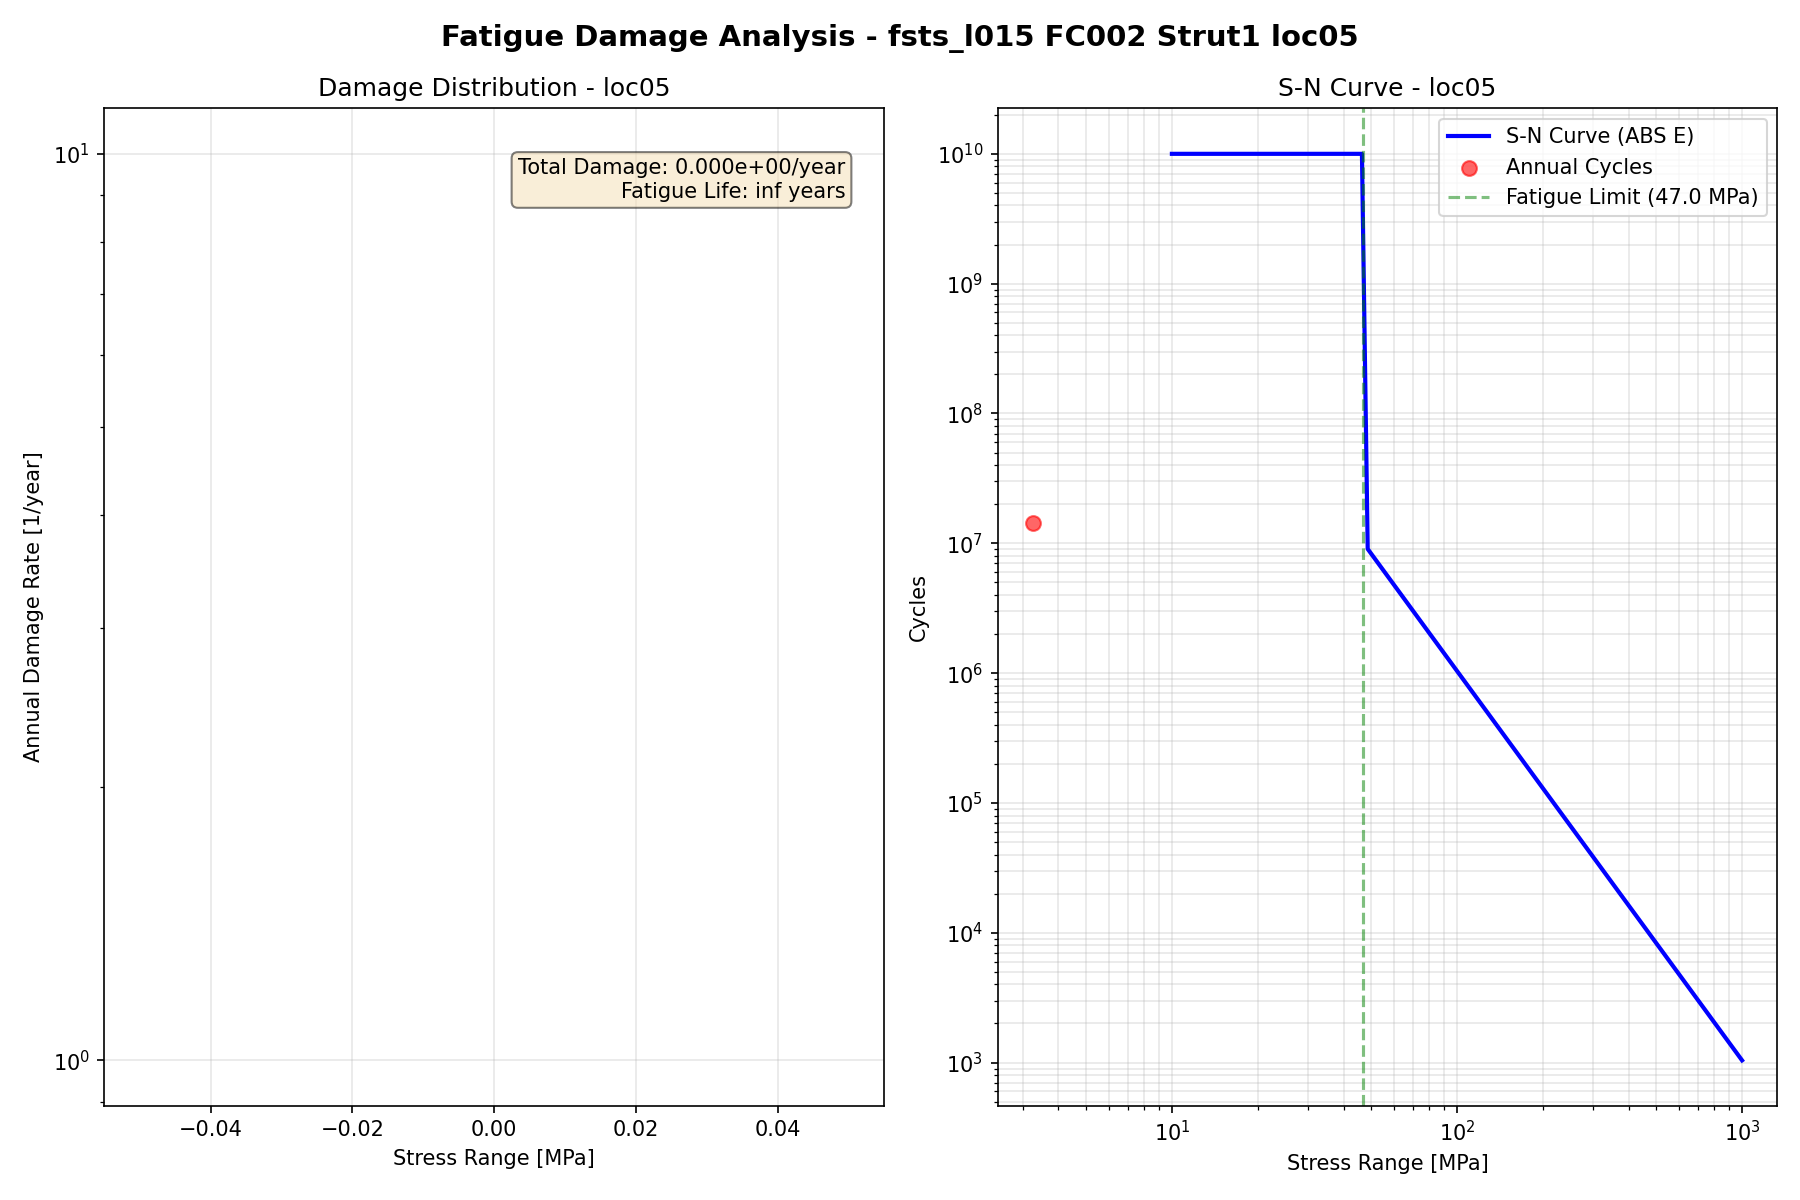 Fatigue Damage Analysis - fsts_l015 FC002 Strut1 loc05
Damage Distribution - loc05
10¹
10⁰
Annual Damage Rate [1/year]
Total Damage: 0.000e+00/year
Fatigue Life: inf years
−0.04
−0.02
0.00
0.02
0.04
Stress Range [MPa]
S-N Curve - loc05
10¹⁰
10⁹
10⁸
10⁷
10⁶
10⁵
10⁴
10³
Cycles
S-N Curve (ABS E)
Annual Cycles
Fatigue Limit (47.0 MPa)
10¹
10²
10³
Stress Range [MPa]